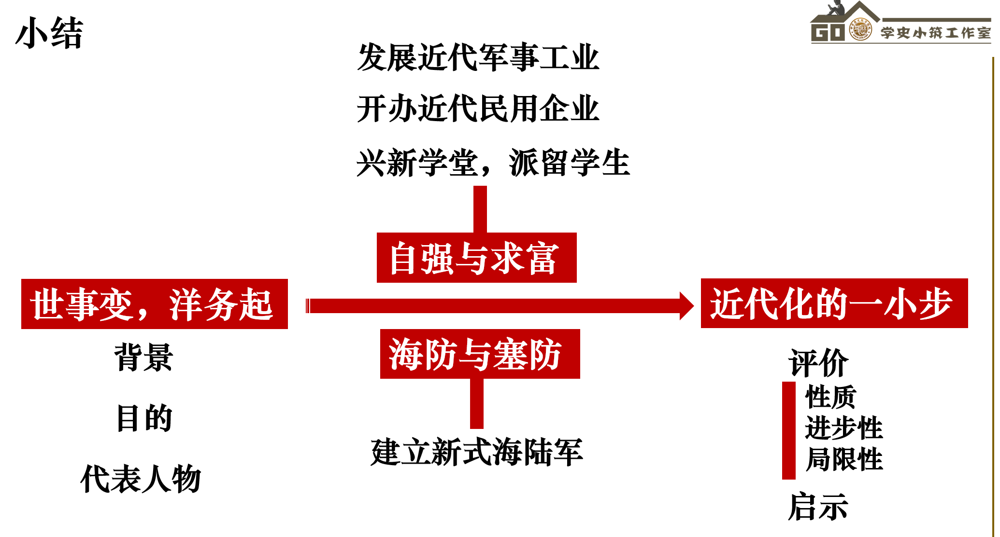 小结
GO 学史小筑工作室
发展近代军事工业
开办近代民用企业
兴新学堂，派留学生
自强与求富
世事变，洋务起
近代化的一小步
海防与塞防
背景
目的
代表人物
建立新式海陆军
评价
性质
进步性
局限性
启示